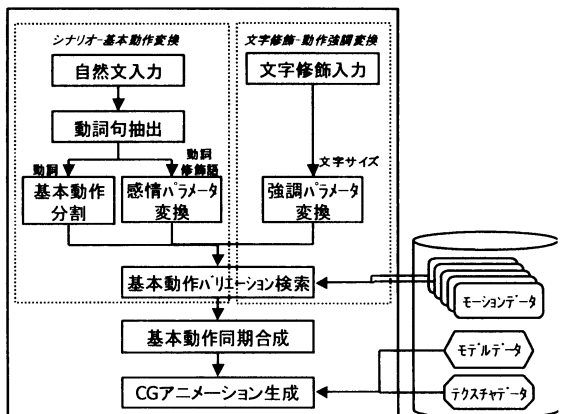 シナリオ-基本動作変換
文字修飾-動作強調変換
自然文入力
文字修飾入力
動詞句抽出
動詞
動詞
修飾語
文字サイズ
基本動作
分割
感情パラメータ
変換
強調パラメータ
変換
基本動作バリエーション検索
モーションデータ
基本動作同期合成
モデルデータ
CGアニメーション生成
テクスチャデータ